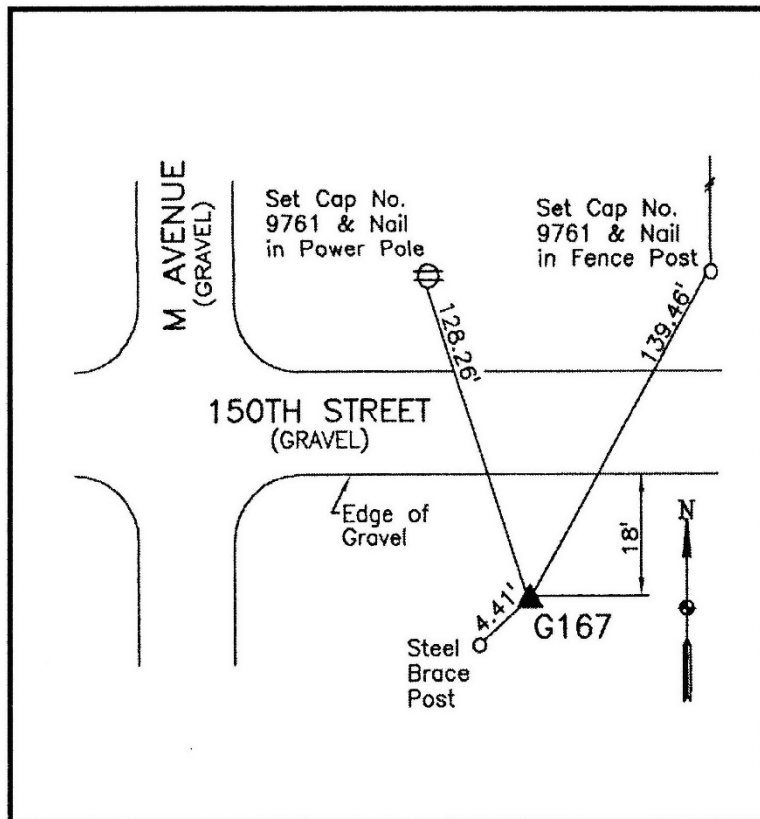 M AVENUE
(GRAVEL)
Set Cap No.
9761 & Nail
in Power Pole
Set Cap No.
9761 & Nail
in Fence Post
128.26'
139.46'
150TH STREET
(GRAVEL)
Edge of
Gravel
18'
N
4.41'
G167
Steel
Brace
Post